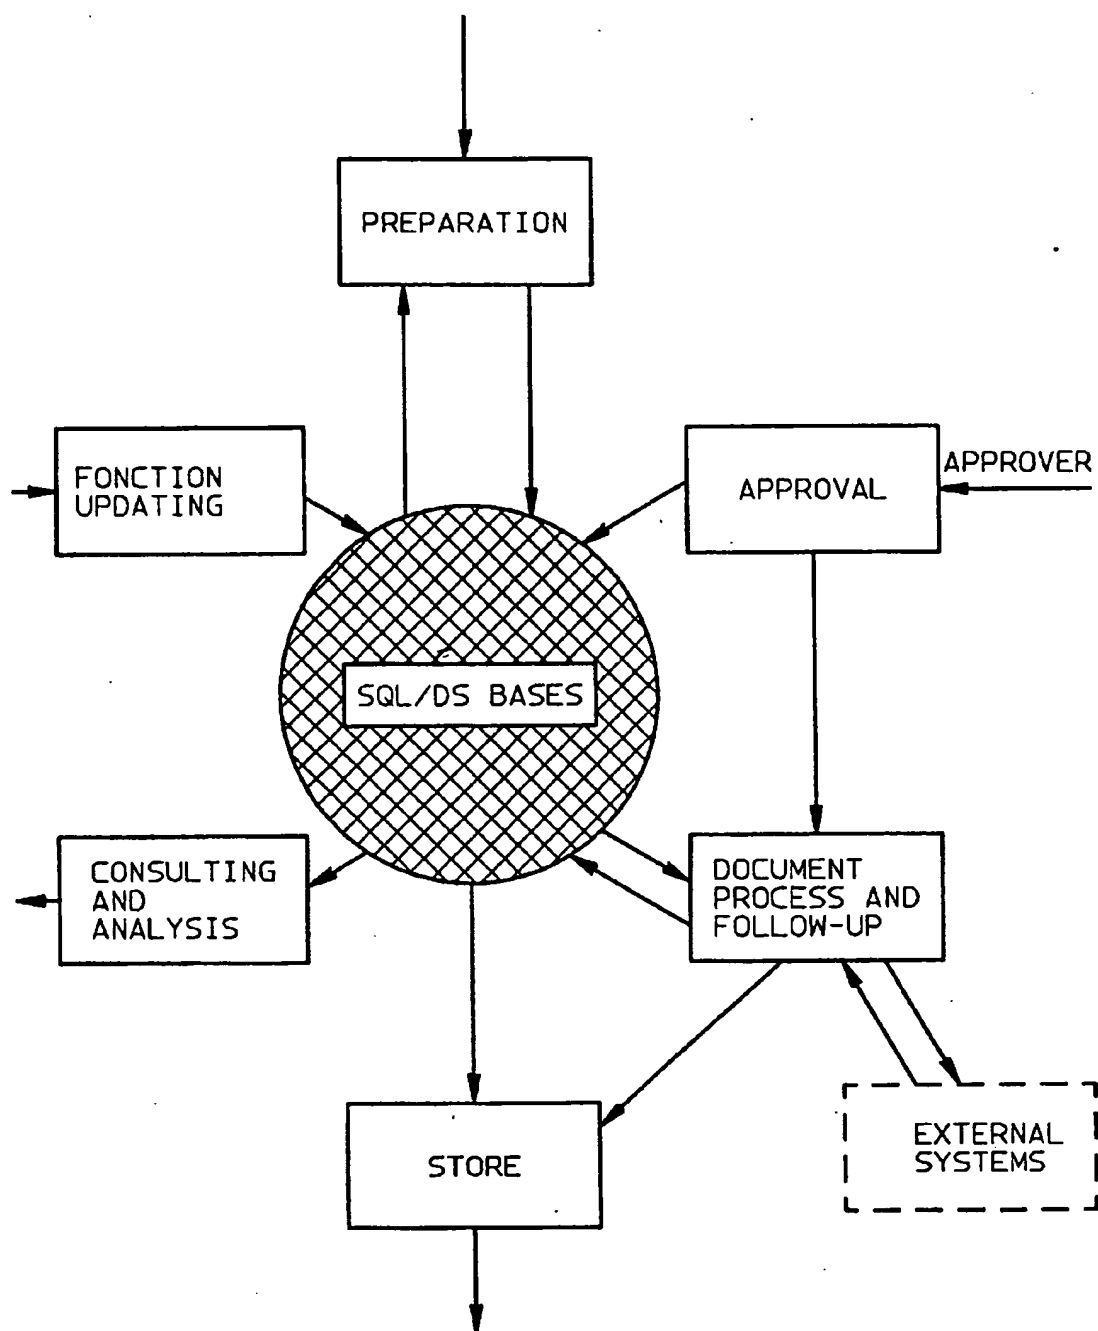 PREPARATION
FONCTION
UPDATING
APPROVAL
APPROVER
SQL/DS BASES
CONSULTING
AND
ANALYSIS
DOCUMENT
PROCESS AND
FOLLOW-UP
STORE
EXTERNAL
SYSTEMS